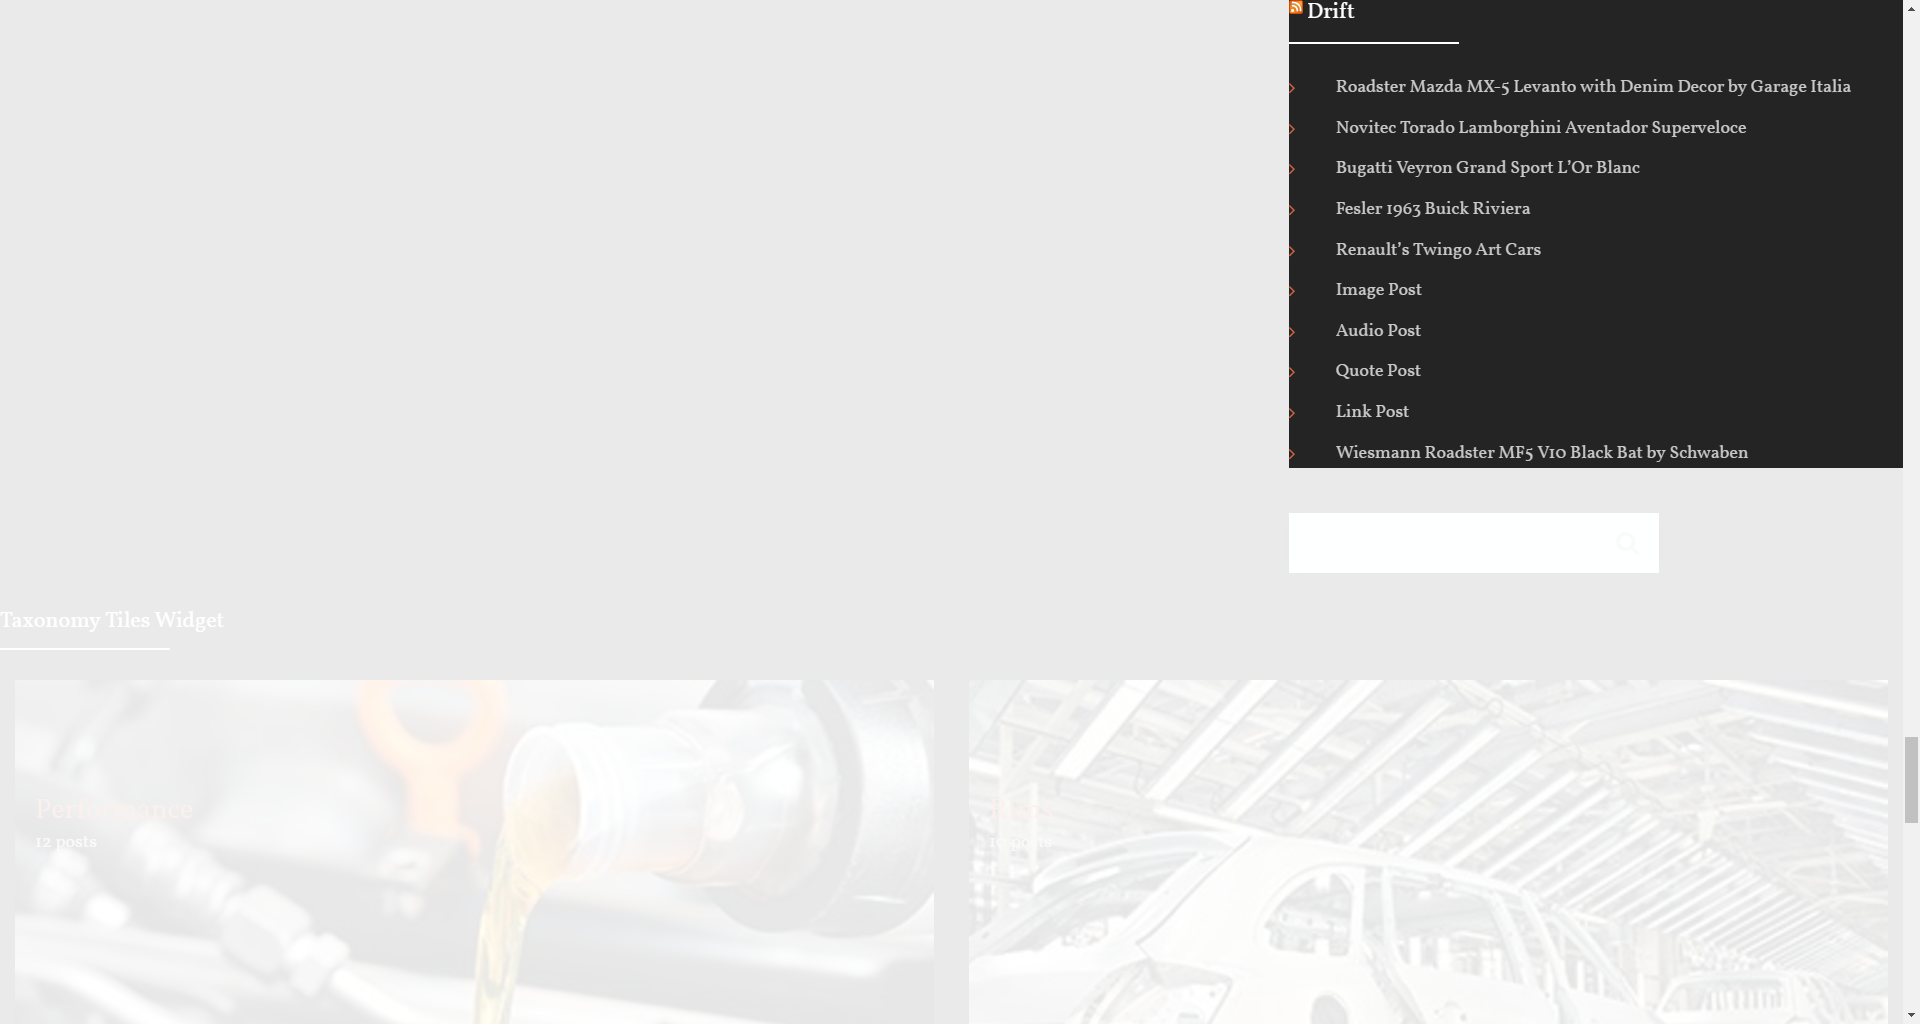 Drift
Roadster Mazda MX-5 Levanto with Denim Decor by Garage Italia
Novitec Torado Lamborghini Aventador Superveloce
Bugatti Veyron Grand Sport L’Or Blanc
Fesler 1963 Buick Riviera
Renault’s Twingo Art Cars
Image Post
Audio Post
Quote Post
Link Post
Wiesmann Roadster MF5 V10 Black Bat by Schwaben
Taxonomy Tiles Widget
Performance
12 posts
10 posts